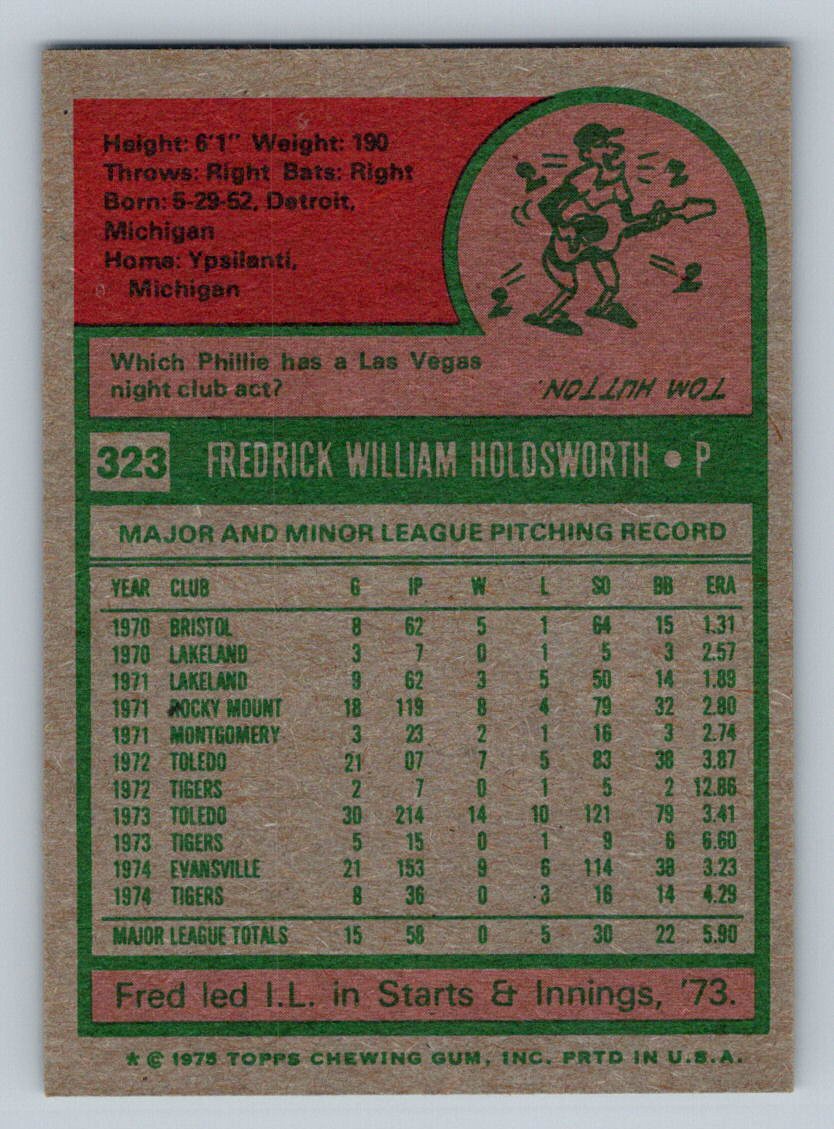 Height: 6'1" Weight: 190
Throws: Right Bats: Right
Born: 5-29-52, Detroit,
Michigan
Home: Ypsilanti,
Michigan
2 2
2 2
Which Phillie has a Las Vegas
night club act?
TOM HUTTON.
323 FREDRICK WILLIAM HOLDSWORTH • P
MAJOR AND MINOR LEAGUE PITCHING RECORD
YEAR CLUB G IP W L SO BB ERA
1970 BRISTOL 8 62 5 1 64 15 1.31
1970 LAKELAND 3 7 0 1 5 3 2.57
1971 LAKELAND 9 62 3 5 50 14 1.89
1971 ROCKY MOUNT 18 119 8 4 79 32 2.80
1971 MONTGOMERY 3 23 2 1 16 3 2.74
1972 TOLEDO 21 07 7 5 83 38 3.87
1972 TIGERS 2 7 0 1 5 2 12.86
1973 TOLEDO 30 214 14 10 121 79 3.41
1973 TIGERS 5 15 0 1 9 6 6.60
1974 EVANSVILLE 21 153 9 6 114 38 3.23
1974 TIGERS 8 36 0 3 16 14 4.29
MAJOR LEAGUE TOTALS 15 58 0 5 30 22 5.90
Fred led I.L. in Starts & Innings, '73.
* © 1975 TOPPS CHEWING GUM, INC. PRTD IN U.S.A.